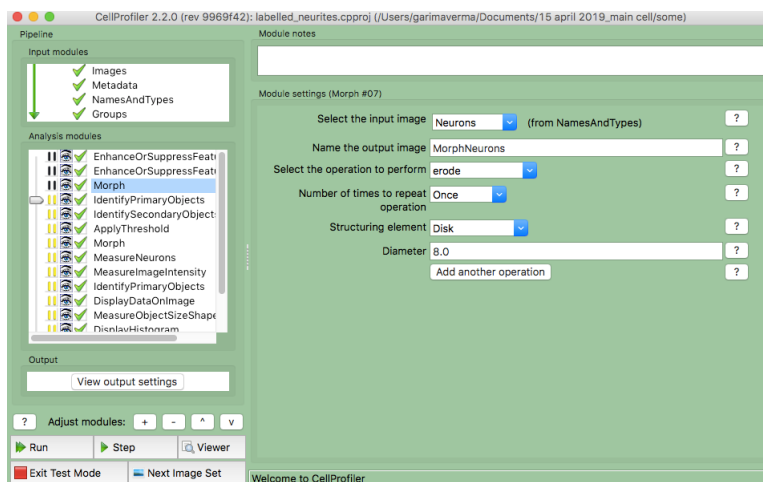 CellProfiler 2.2.0 (rev 9969f42): labelled_neurites.cpproj (/Users/garimaverma/Documents/15 april 2019_main cell/some)
Pipeline
Input modules
Images
Metadata
NamesAndTypes
Groups
Analysis modules
EnhanceOrSuppressFeat
EnhanceOrSuppressFeat
Morph
IdentifyPrimaryObjects
IdentifySecondaryObject
ApplyThreshold
Morph
MeasureNeurons
MeasureImageIntensity
IdentifyPrimaryObjects
DisplayDataOnImage
MeasureObjectSizeShape
DisplayHistogram
Output
View output settings
? Adjust modules: + - ^ v
Run Step Viewer
Exit Test Mode Next Image Set
Module notes
Module settings (Morph #07)
Select the input image Neurons (from NamesAndTypes) ?
Name the output image MorphNeurons ?
Select the operation to perform erode ?
Number of times to repeat Once ?
operation
Structuring element Disk ?
Diameter 8.0 ?
Add another operation ?
Welcome to CellProfiler